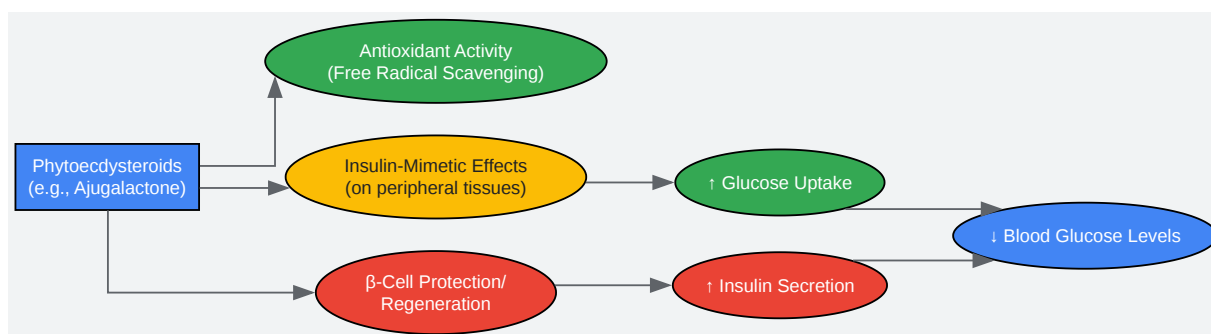 Antioxidant Activity
(Free Radical Scavenging)
Phytoecdysteroids
(e.g., Ajugalactone)
Insulin-Mimetic Effects
(on peripheral tissues)
↑ Glucose Uptake
↓ Blood Glucose Levels
β-Cell Protection/
Regeneration
↑ Insulin Secretion